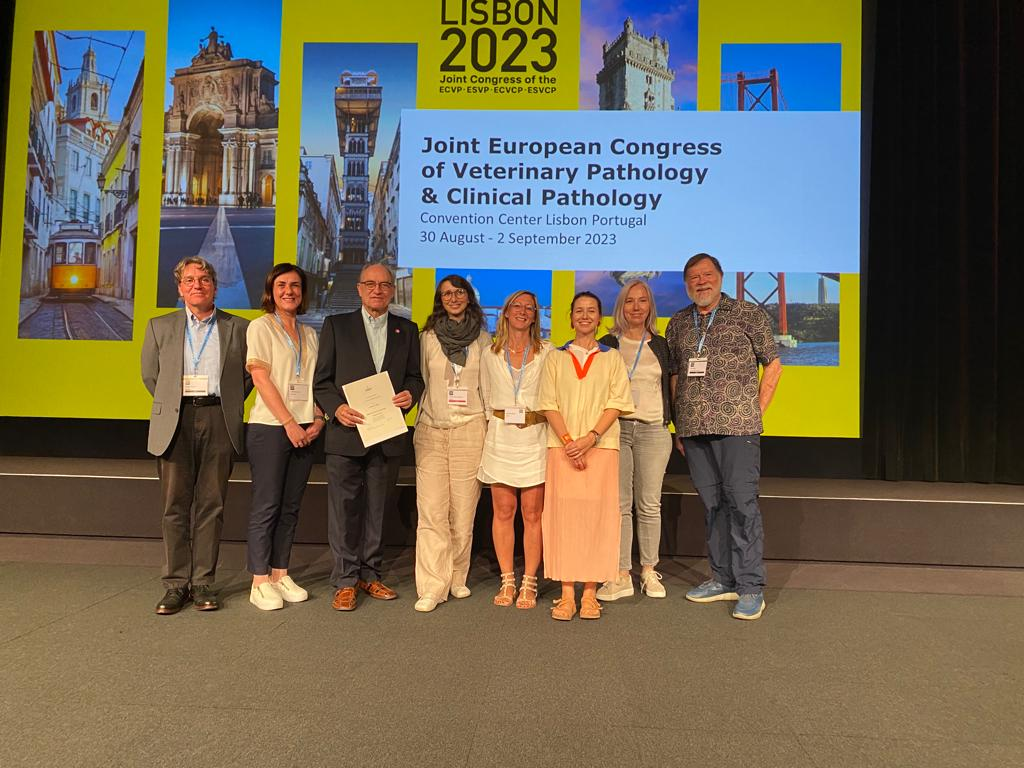 LISBON
2023
Joint Congress of the
ECVP·ESVP·ECVCP·ESVCP
Joint European Congress
of Veterinary Pathology
& Clinical Pathology
Convention Center Lisbon Portugal
30 August - 2 September 2023